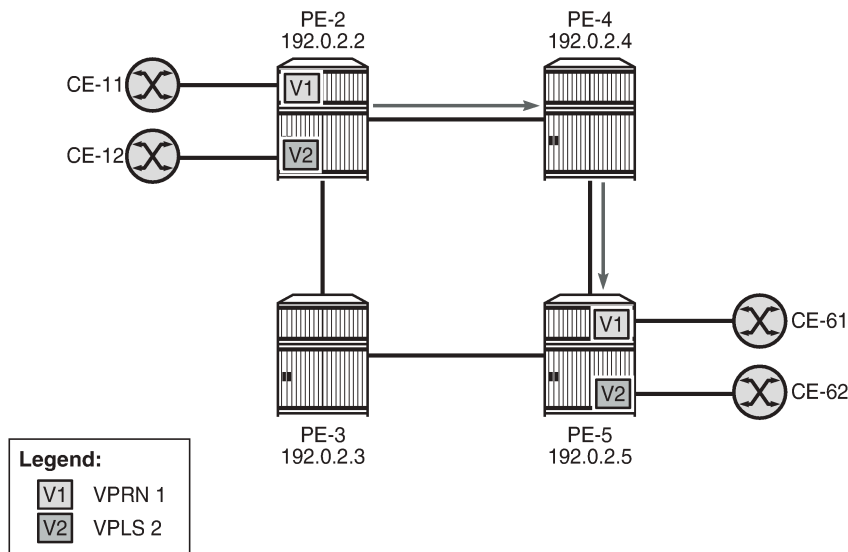 PE-2
192.0.2.2
PE-4
192.0.2.4
CE-11
V1
CE-12
V2
V1
CE-61
V2
CE-62
PE-3
192.0.2.3
PE-5
192.0.2.5
Legend:
V1 VPRN 1
V2 VPLS 2